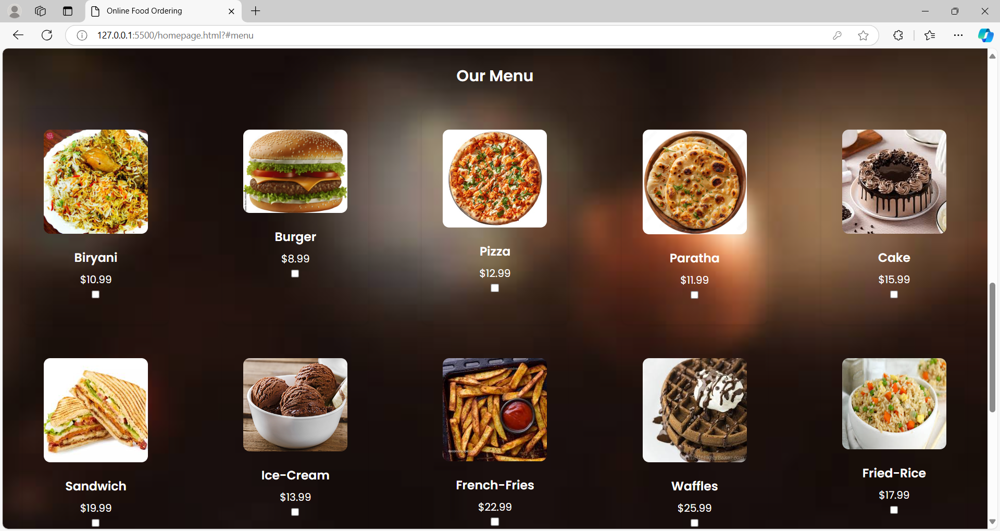 Online Food Ordering
127.0.0.1:5500/homepage.html?#menu
Our Menu
Biryani
$10.99
Burger
$8.99
Pizza
$12.99
Paratha
$11.99
Cake
$15.99
Sandwich
$19.99
Ice-Cream
$13.99
French-Fries
$22.99
Waffles
$25.99
Fried-Rice
$17.99